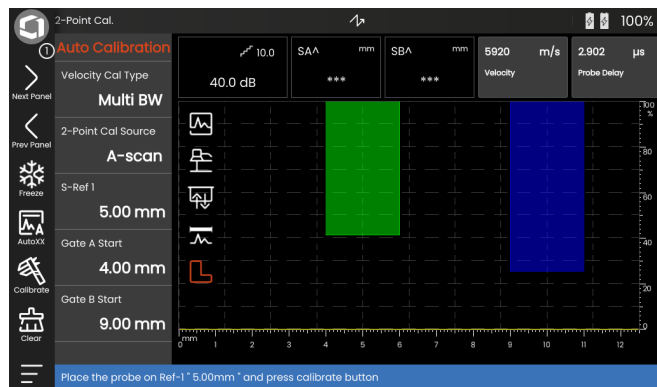 2-Point Cal.
100%
1
Auto Calibration
Next Panel
Velocity Cal Type
Multi BW
Prev Panel
2-Point Cal Source
A-scan
Freeze
S-Ref 1
5.00 mm
AutoXX
Gate A Start
4.00 mm
Calibrate
Gate B Start
9.00 mm
Clear
10.0
40.0 dB
SA^ mm
***
SB^ mm
***
5920 m/s
Velocity
2.902 µs
Probe Delay
100
%
80
60
40
20
0
0 mm 1 2 3 4 5 6 7 8 9 10 11 12
Place the probe on Ref-1 " 5.00mm " and press calibrate button